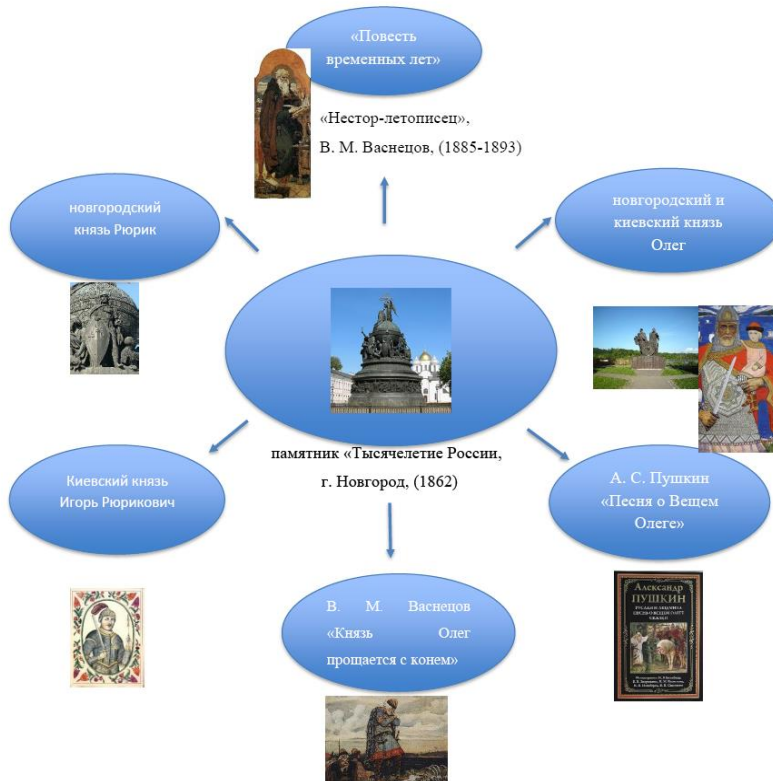 «Повесть
временных лет»
«Нестор-летописец»,
В. М. Васнецов, (1885-1893)
новгородский
князь Рюрик
новгородский и
киевский князь
Олег
памятник «Тысячелетие России,
г. Новгород, (1862)
Киевский князь
Игорь Рюрикович
А. С. Пушкин
«Песня о Вещем
Олеге»
В. М. Васнецов
«Князь Олег
прощается с конем»
Александр
ПУШКИН